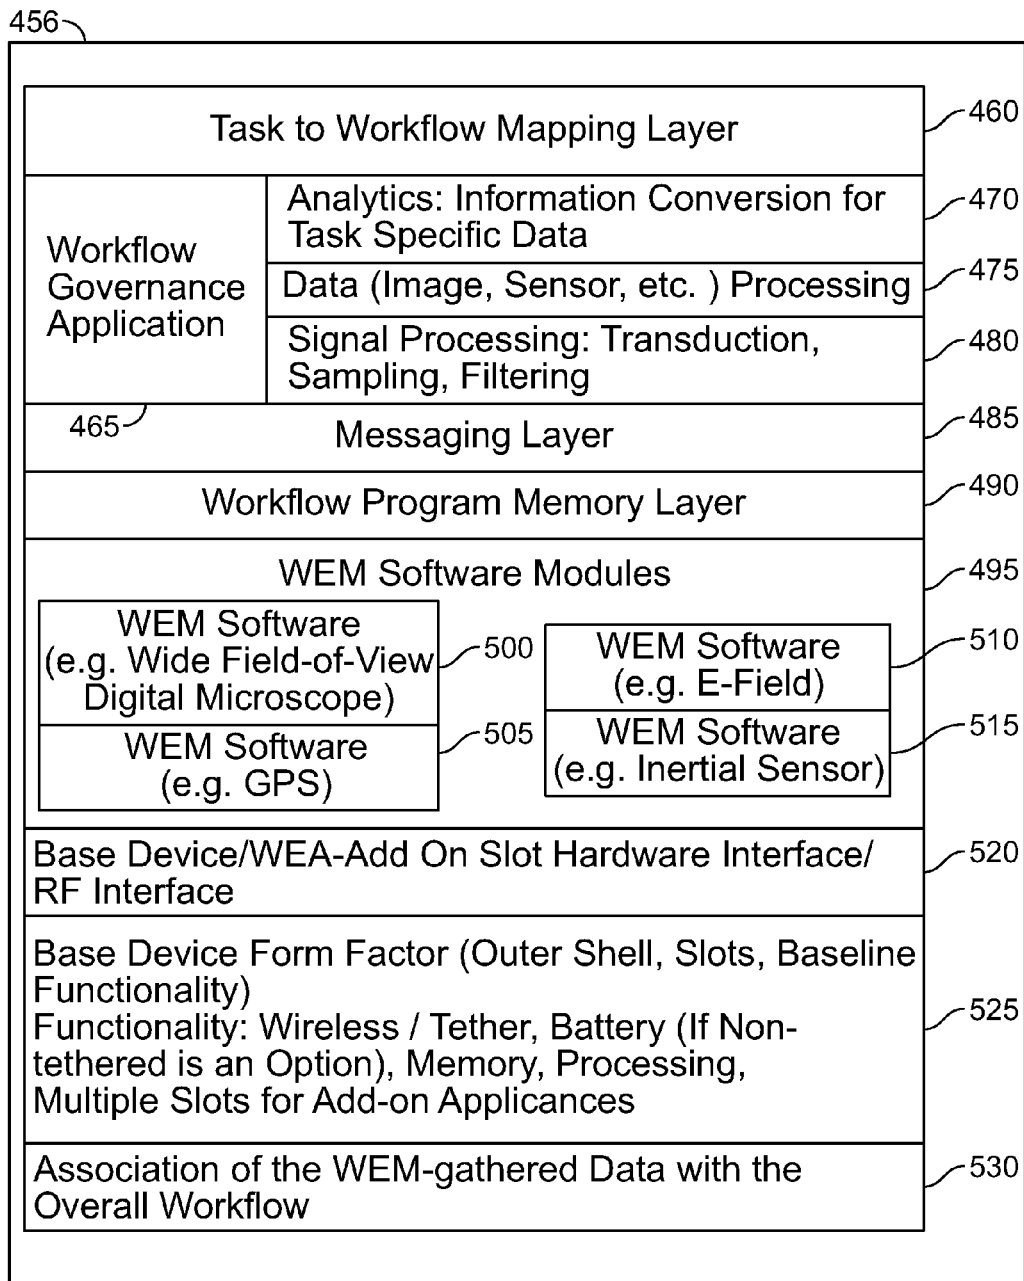 456
Task to Workflow Mapping Layer
460
Workflow
Governance
Application
465
Analytics: Information Conversion for
Task Specific Data
470
Data (Image, Sensor, etc. ) Processing
475
Signal Processing: Transduction,
Sampling, Filtering
480
Messaging Layer
485
Workflow Program Memory Layer
490
WEM Software Modules
495
WEM Software
(e.g. Wide Field-of-View
Digital Microscope)
500
WEM Software
(e.g. GPS)
505
WEM Software
(e.g. E-Field)
510
WEM Software
(e.g. Inertial Sensor)
515
Base Device/WEA-Add On Slot Hardware Interface/
RF Interface
520
Base Device Form Factor (Outer Shell, Slots, Baseline
Functionality)
Functionality: Wireless / Tether, Battery (If Non-
tethered is an Option), Memory, Processing,
Multiple Slots for Add-on Applicances
525
Association of the WEM-gathered Data with the
Overall Workflow
530